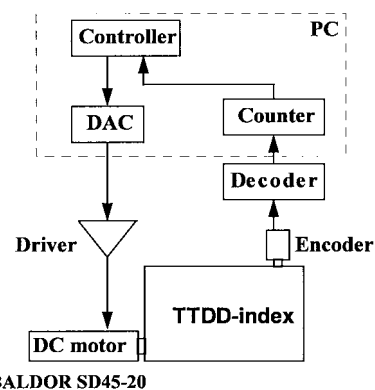 PC
Controller
DAC
Counter
Decoder
Driver
Encoder
TTDD-index
DC motor
BALDOR SD45-20